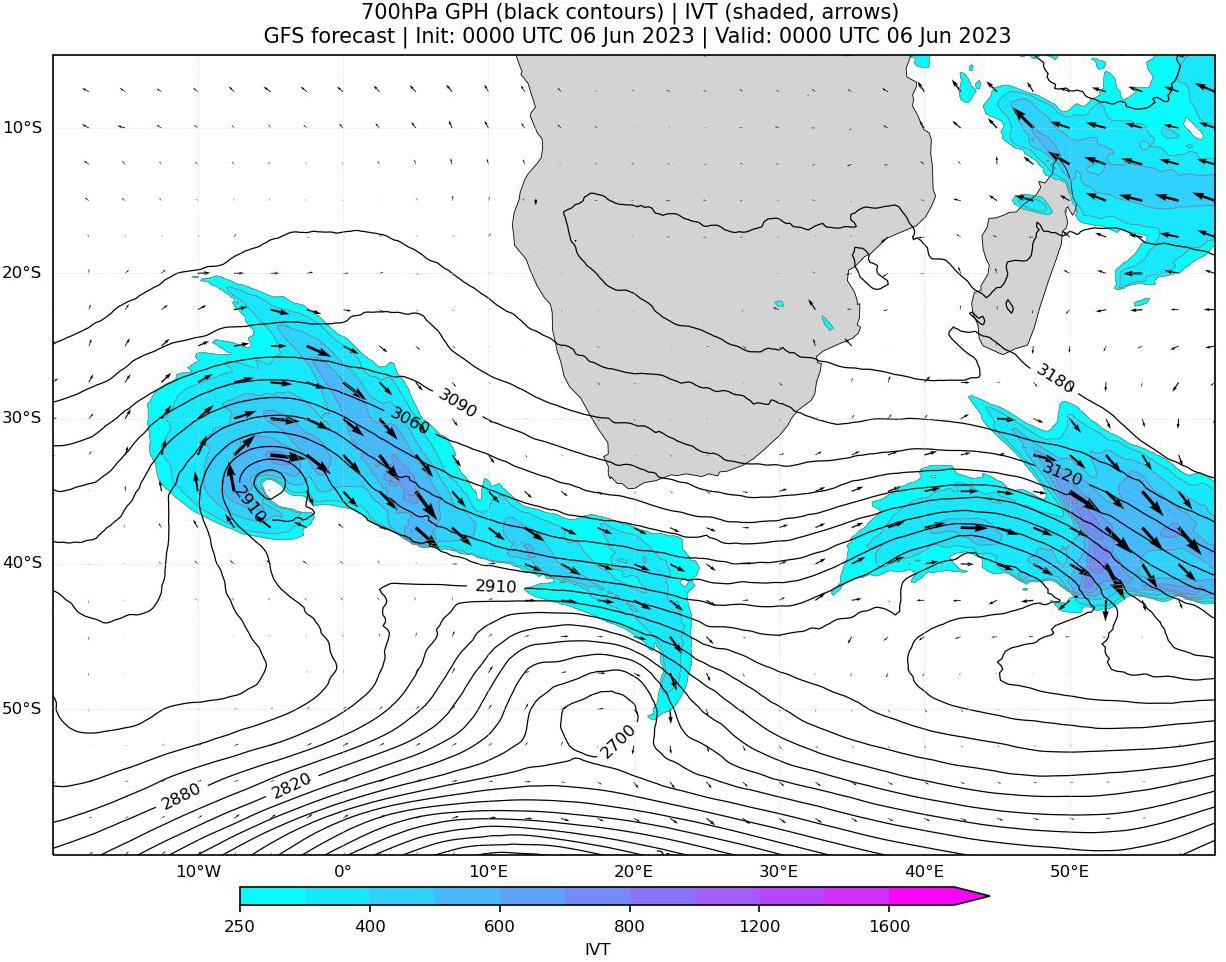 700hPa GPH (black contours) | IVT (shaded, arrows)
GFS forecast | Init: 0000 UTC 06 Jun 2023 | Valid: 0000 UTC 06 Jun 2023
10°S
20°S
3180
3090
30°S
3060
3120
2910
40°S
2910
50°S
2700
2820
2880
10°W 0° 10°E 20°E 30°E 40°E 50°E
250 400 600 800 1200 1600
IVT